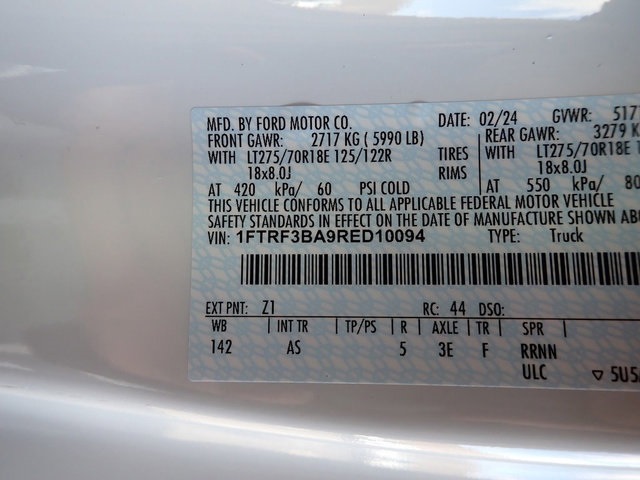 MFD. BY FORD MOTOR CO. DATE: 02/24 GVWR: 517
FRONT GAWR: 2717 KG ( 5990 LB) REAR GAWR: 3279 K
WITH LT275/70R18E 125/122R TIRES WITH LT275/70R18E
18x8.0J RIMS 18x8.0J
AT 420 kPa/ 60 PSI COLD AT 550 kPa/ 80
THIS VEHICLE CONFORMS TO ALL APPLICABLE FEDERAL MOTOR VEHICLE
SAFETY STANDARDS IN EFFECT ON THE DATE OF MANUFACTURE SHOWN AB
VIN: 1FTRF3BA9RED10094 TYPE: Truck
EXT PNT: Z1 RC: 44 DSO:
WB INT TR TP/PS R AXLE TR SPR
142 AS 5 3E F RRNN
ULC ▽ 5U5